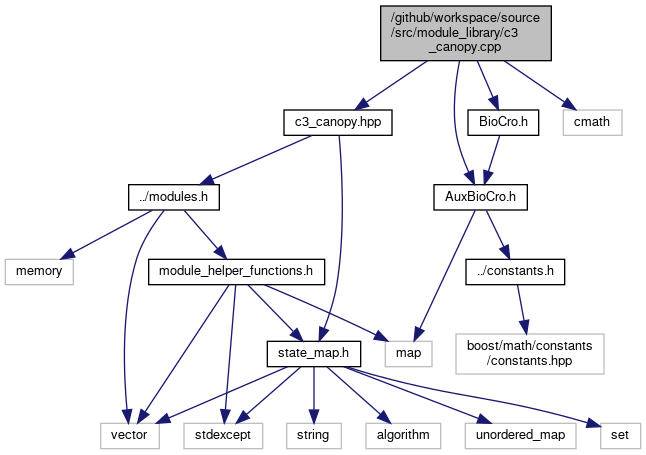 /github/workspace/source
/src/module_library/c3
_canopy.cpp
c3_canopy.hpp
BioCro.h
cmath
../modules.h
AuxBioCro.h
memory
module_helper_functions.h
../constants.h
state_map.h
map
boost/math/constants
/constants.hpp
vector
stdexcept
string
algorithm
unordered_map
set